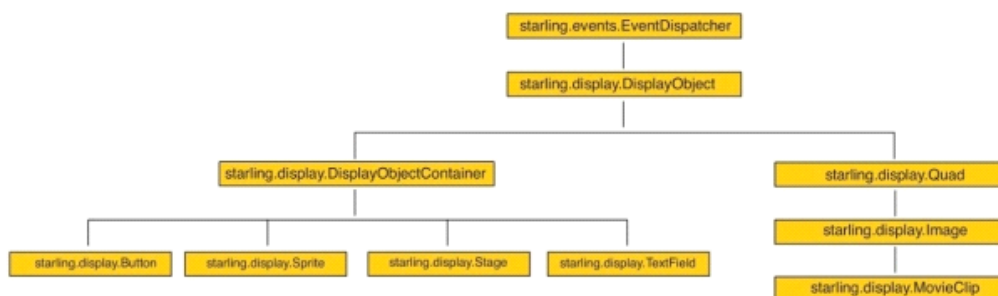 starling.events.EventDispatcher
starling.display.DisplayObject
starling.display.DisplayObjectContainer
starling.display.Quad
starling.display.Image
starling.display.Button
starling.display.Sprite
starling.display.Stage
starling.display.TextField
starling.display.MovieClip